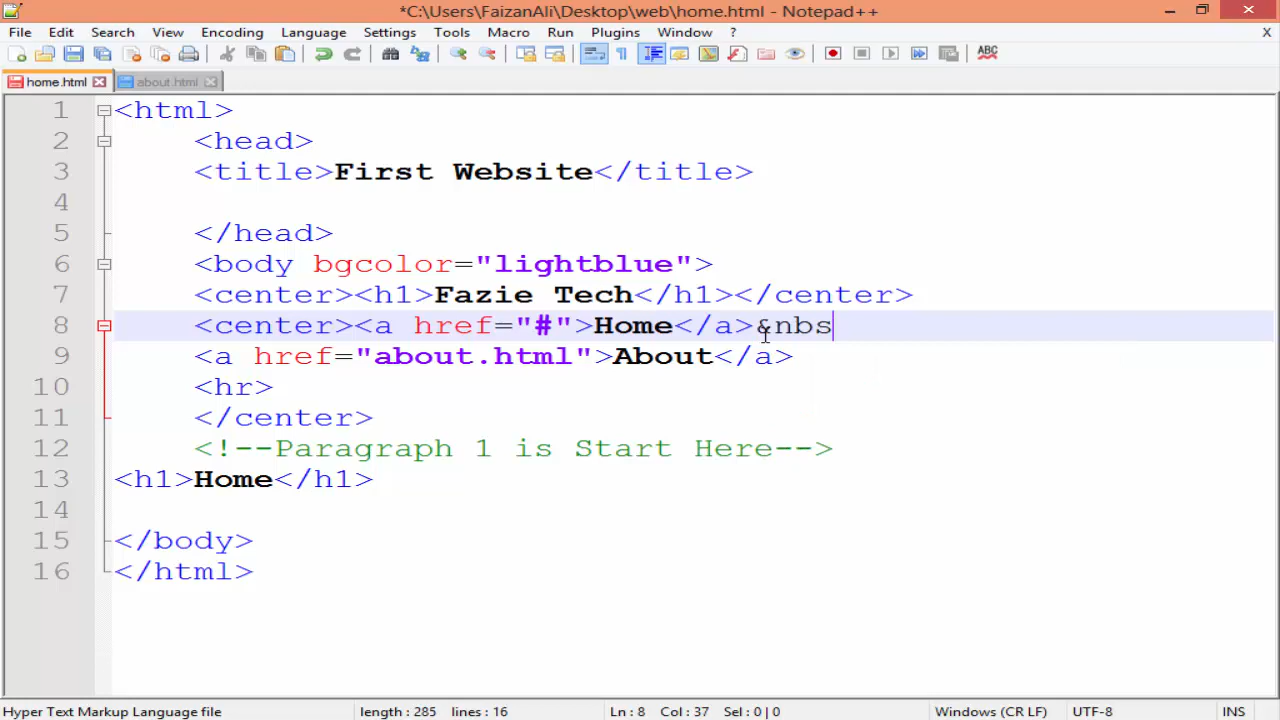 *C:\Users\FaizanAli\Desktop\web\home.html - Notepad++
File Edit Search View Encoding Language Settings Tools Macro Run Plugins Window ? X
ABC
home.html about.html
1 <html>
2 <head>
3 <title>First Website</title>
4
5 </head>
6 <body bgcolor="lightblue">
7 <center><h1>Fazie Tech</h1></center>
8 <center><a href="#">Home</a>&nbs
9 <a href="about.html">About</a>
10 <hr>
11 </center>
12 <!--Paragraph 1 is Start Here-->
13 <h1>Home</h1>
14
15 </body>
16 </html>
Hyper Text Markup Language file length : 285 lines : 16 Ln : 8 Col : 37 Sel : 0 | 0 Windows (CR LF) UTF-8 INS